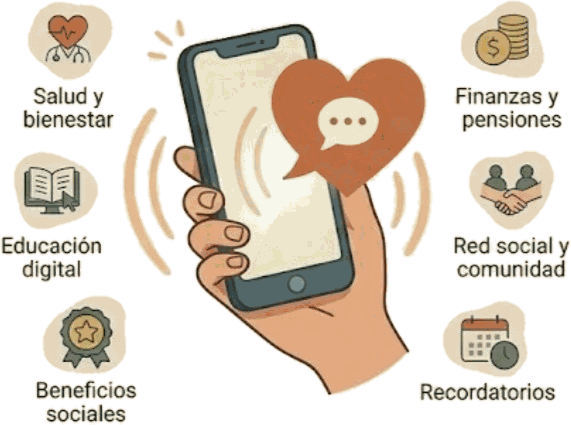 Salud y
bienestar
Finanzas y
pensiones
Educación
digital
Red social y
comunidad
Beneficios
sociales
Recordatorios